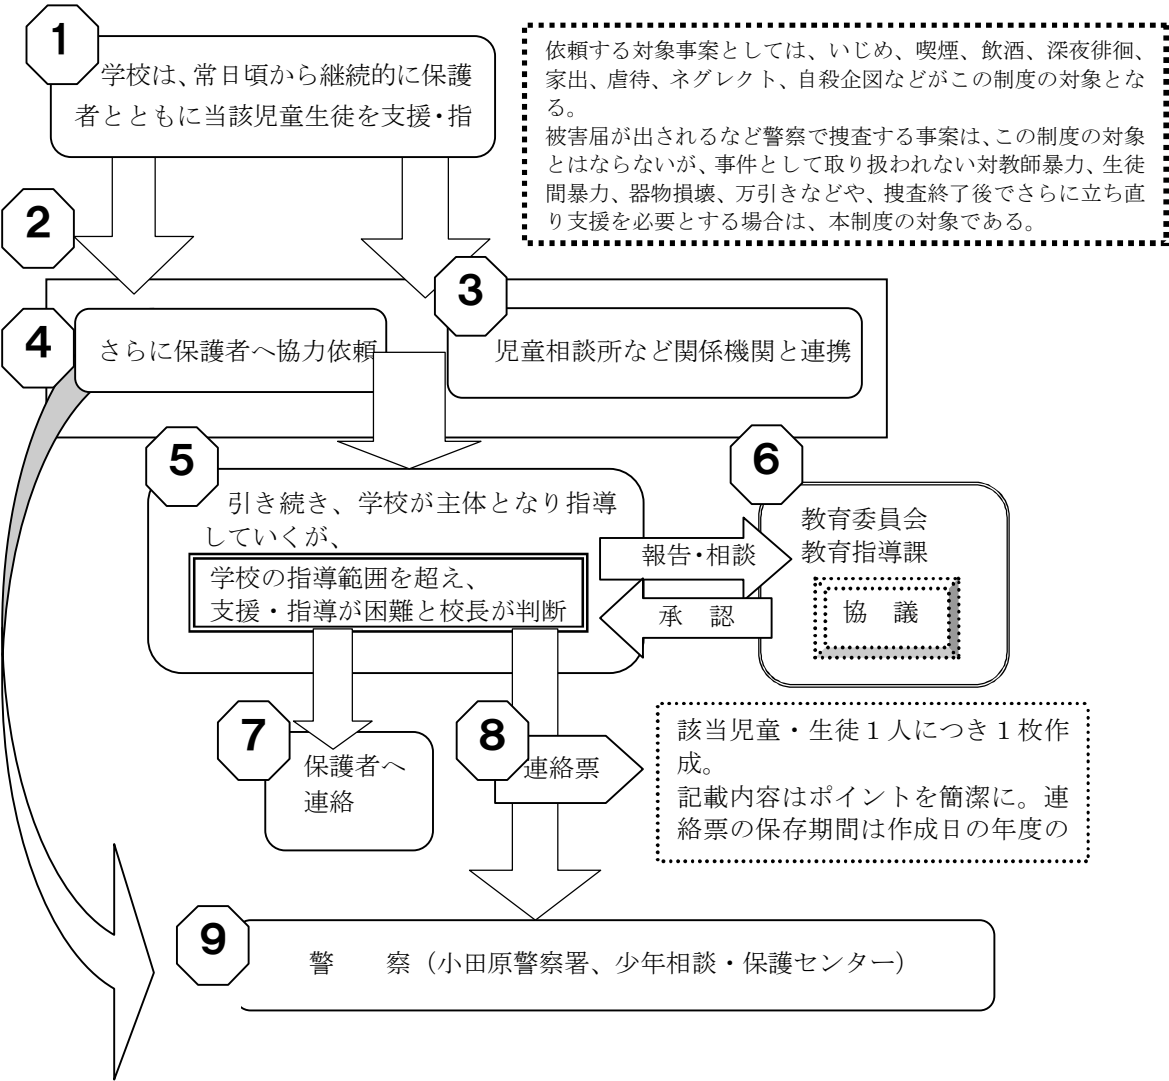 1
学校は、常日頃から継続的に保護
者とともに当該児童生徒を支援・指
依頼する対象事案としては、いじめ、喫煙、飲酒、深夜徘徊、
家出、虐待、ネグレクト、自殺企図などがこの制度の対象とな
る。
被害届が出されるなど警察で捜査する事案は、この制度の対象
とはならないが、事件として取り扱われない対教師暴力、生徒
間暴力、器物損壊、万引きなどや、捜査終了後でさらに立ち直
り支援を必要とする場合は、本制度の対象である。
2
3
4
さらに保護者へ協力依頼
児童相談所など関係機関と連携
5
引き続き、学校が主体となり指導
していくが、
学校の指導範囲を超え、
支援・指導が困難と校長が判断
報告・相談
承 認
6
教育委員会
教育指導課
協 議
7
保護者へ
連絡
8
連絡票
該当児童・生徒1人につき1枚作
成。
記載内容はポイントを簡潔に。連
絡票の保存期間は作成日の年度の
9
警 察（小田原警察署、少年相談・保護センター）